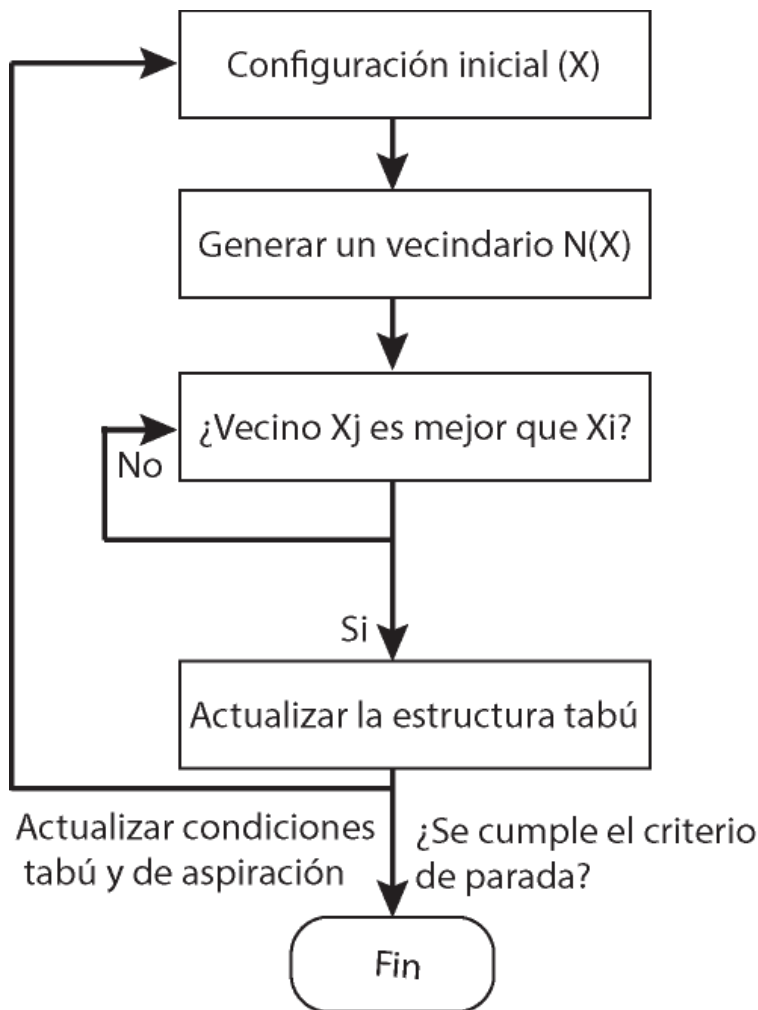 Configuración inicial (X)
Generar un vecindario N(X)
¿Vecino Xj es mejor que Xi?
No
Si
Actualizar la estructura tabú
Actualizar condiciones
tabú y de aspiración
¿Se cumple el criterio
de parada?
Fin